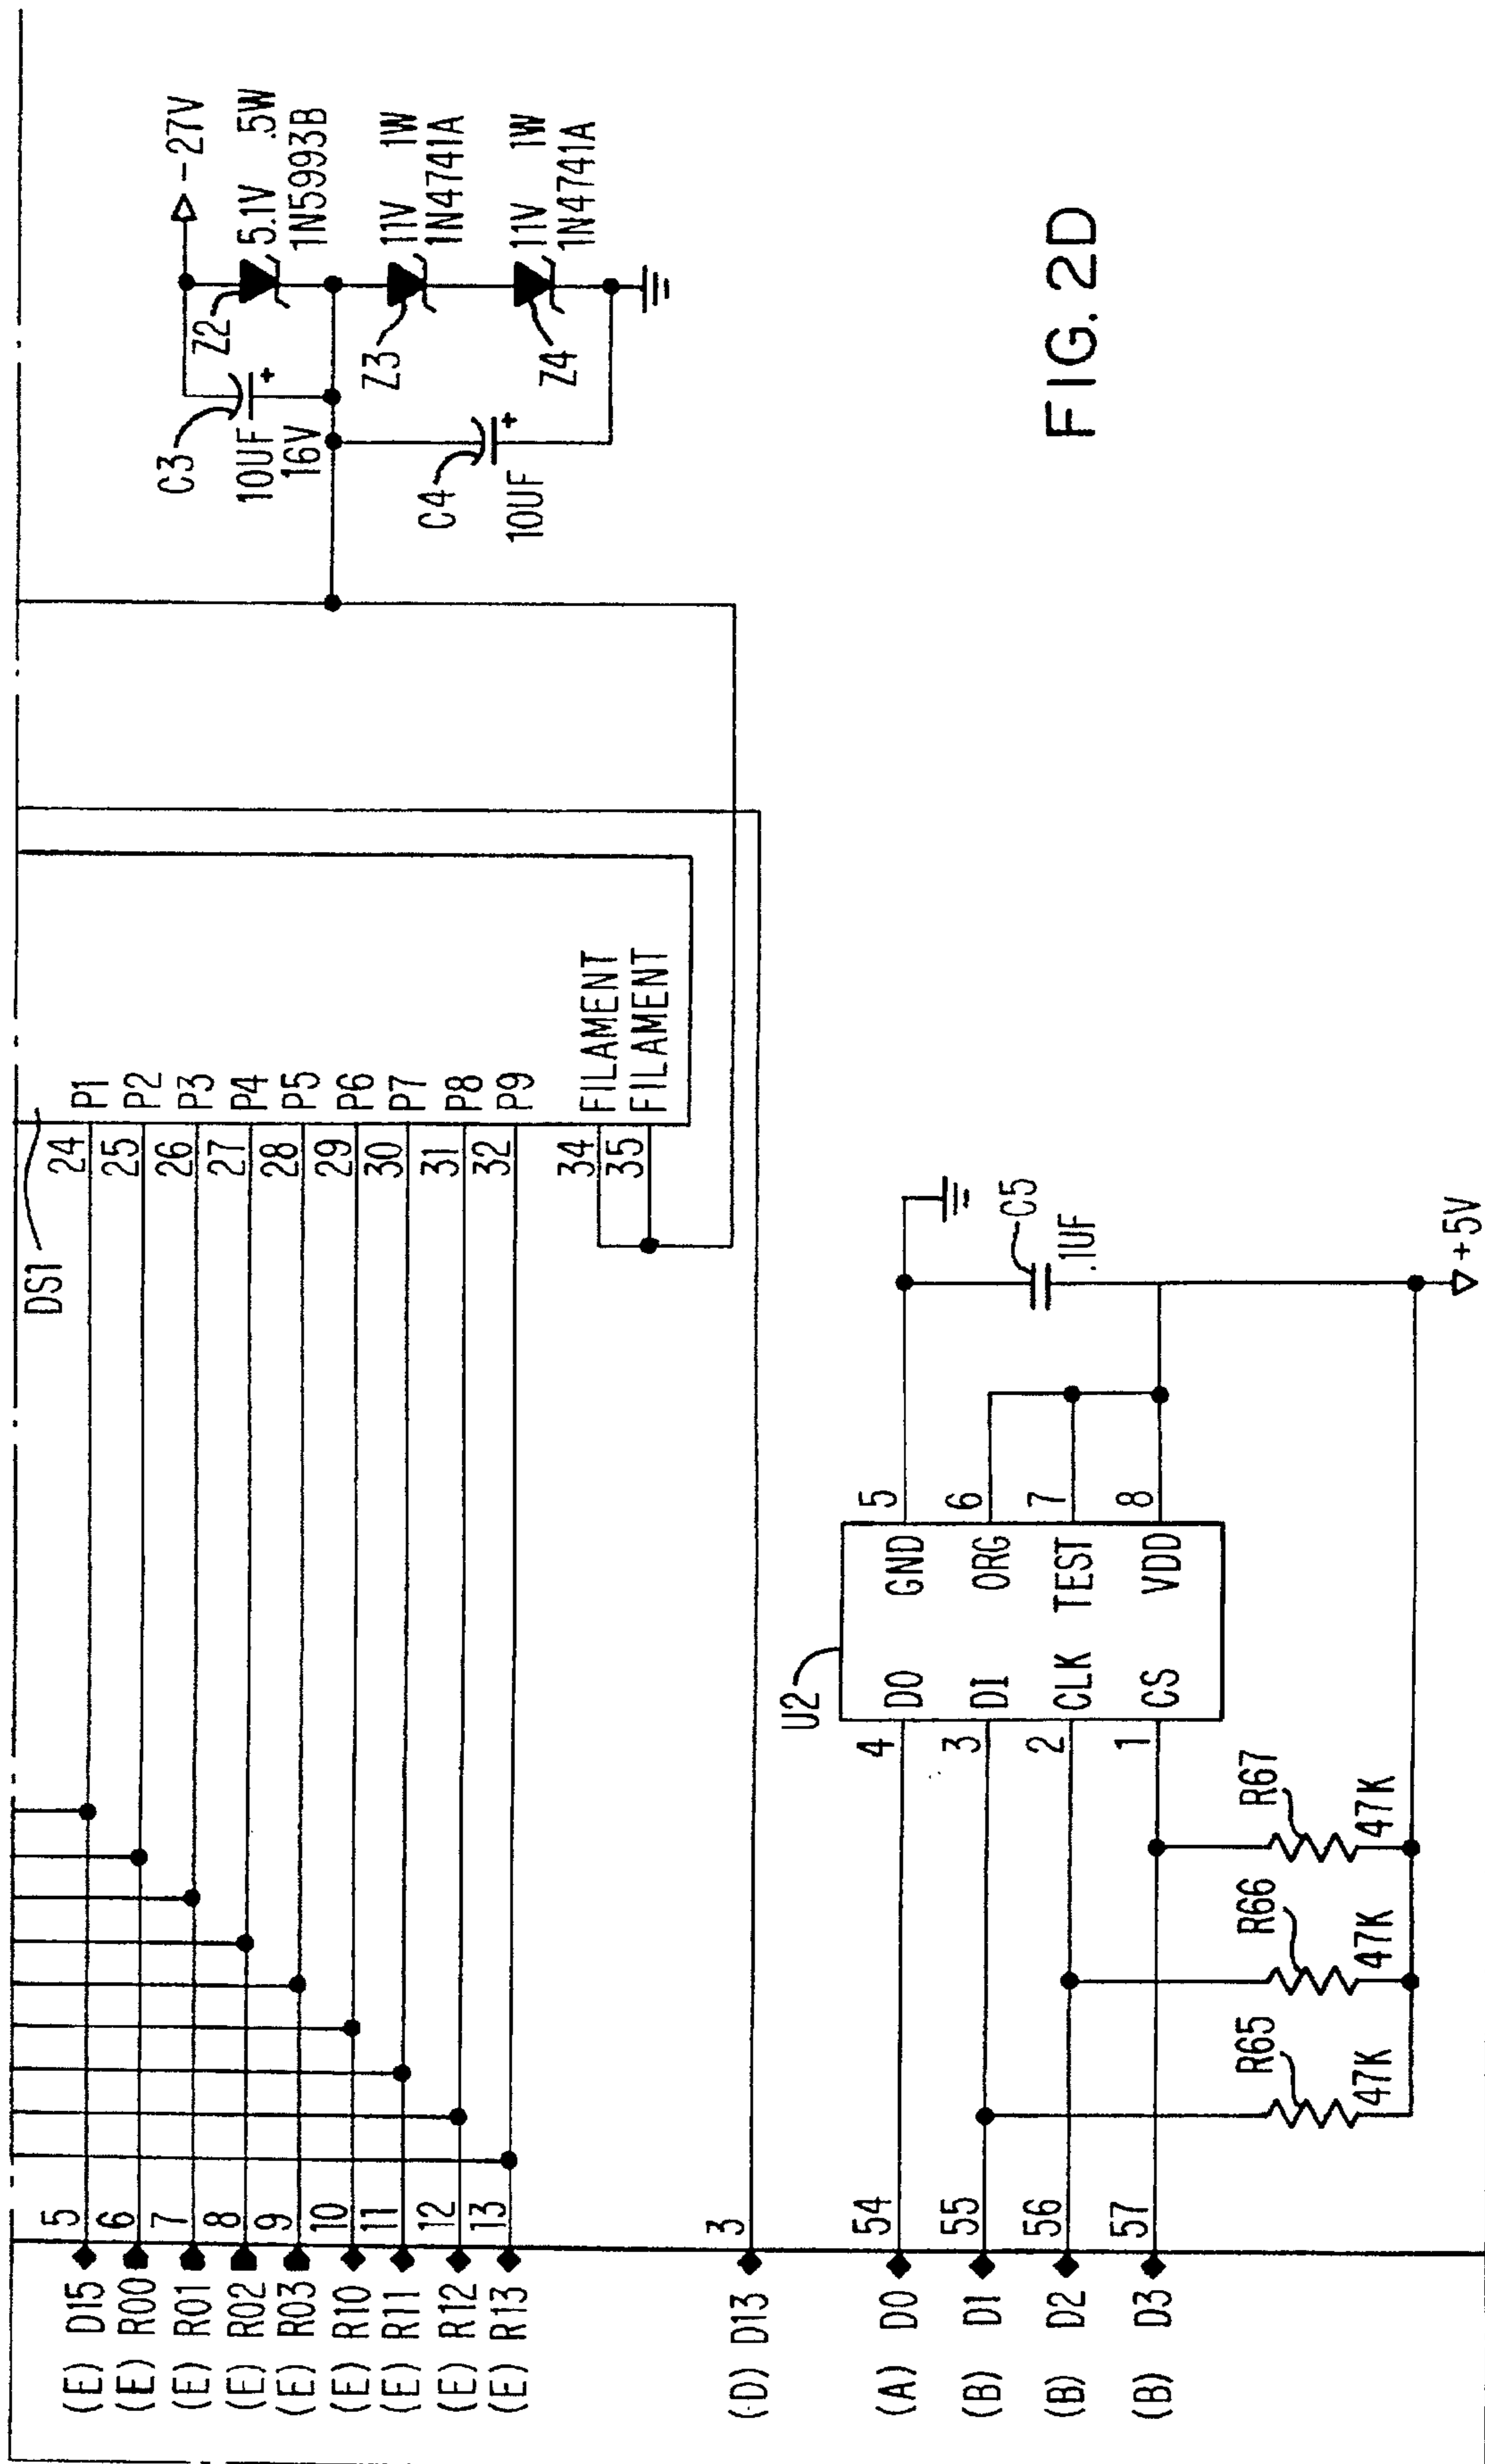 (E) D15 5
(E) R00 6
(E) R01 7
(E) R02 8
(E) R03 9
(E) R10 10
(E) R11 11
(E) R12 12
(E) R13 13
DS1
24 P1
25 P2
26 P3
27 P4
28 P5
29 P6
30 P7
31 P8
32 P9
34 FILAMENT
35 FILAMENT
-27V
C3
10UF
16V
Z2
5.1V .5W
1N5993B
Z3
11V 1W
1N4741A
C4
10UF
Z4
11V 1W
1N4741A
(D) D13 3
(A) D0 54
(B) D1 55
(B) D2 56
(B) D3 57
U2
4 DO GND 5
3 DI ORG 6
2 CLK TEST 7
1 CS VDD 8
C5
.1UF
R65
47K
R66
47K
R67
47K
+5V
FIG. 2D